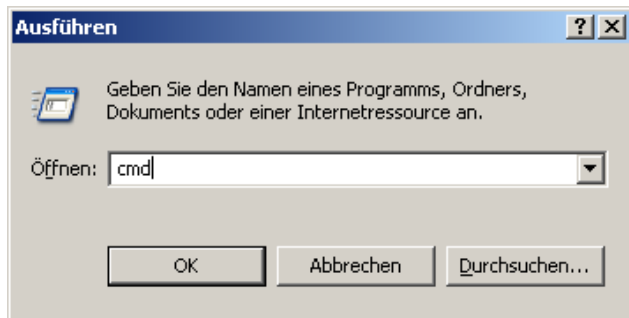 Ausführen
Geben Sie den Namen eines Programms, Ordners,
Dokuments oder einer Internetressource an.
Öffnen: cmd
OK Abbrechen Durchsuchen...